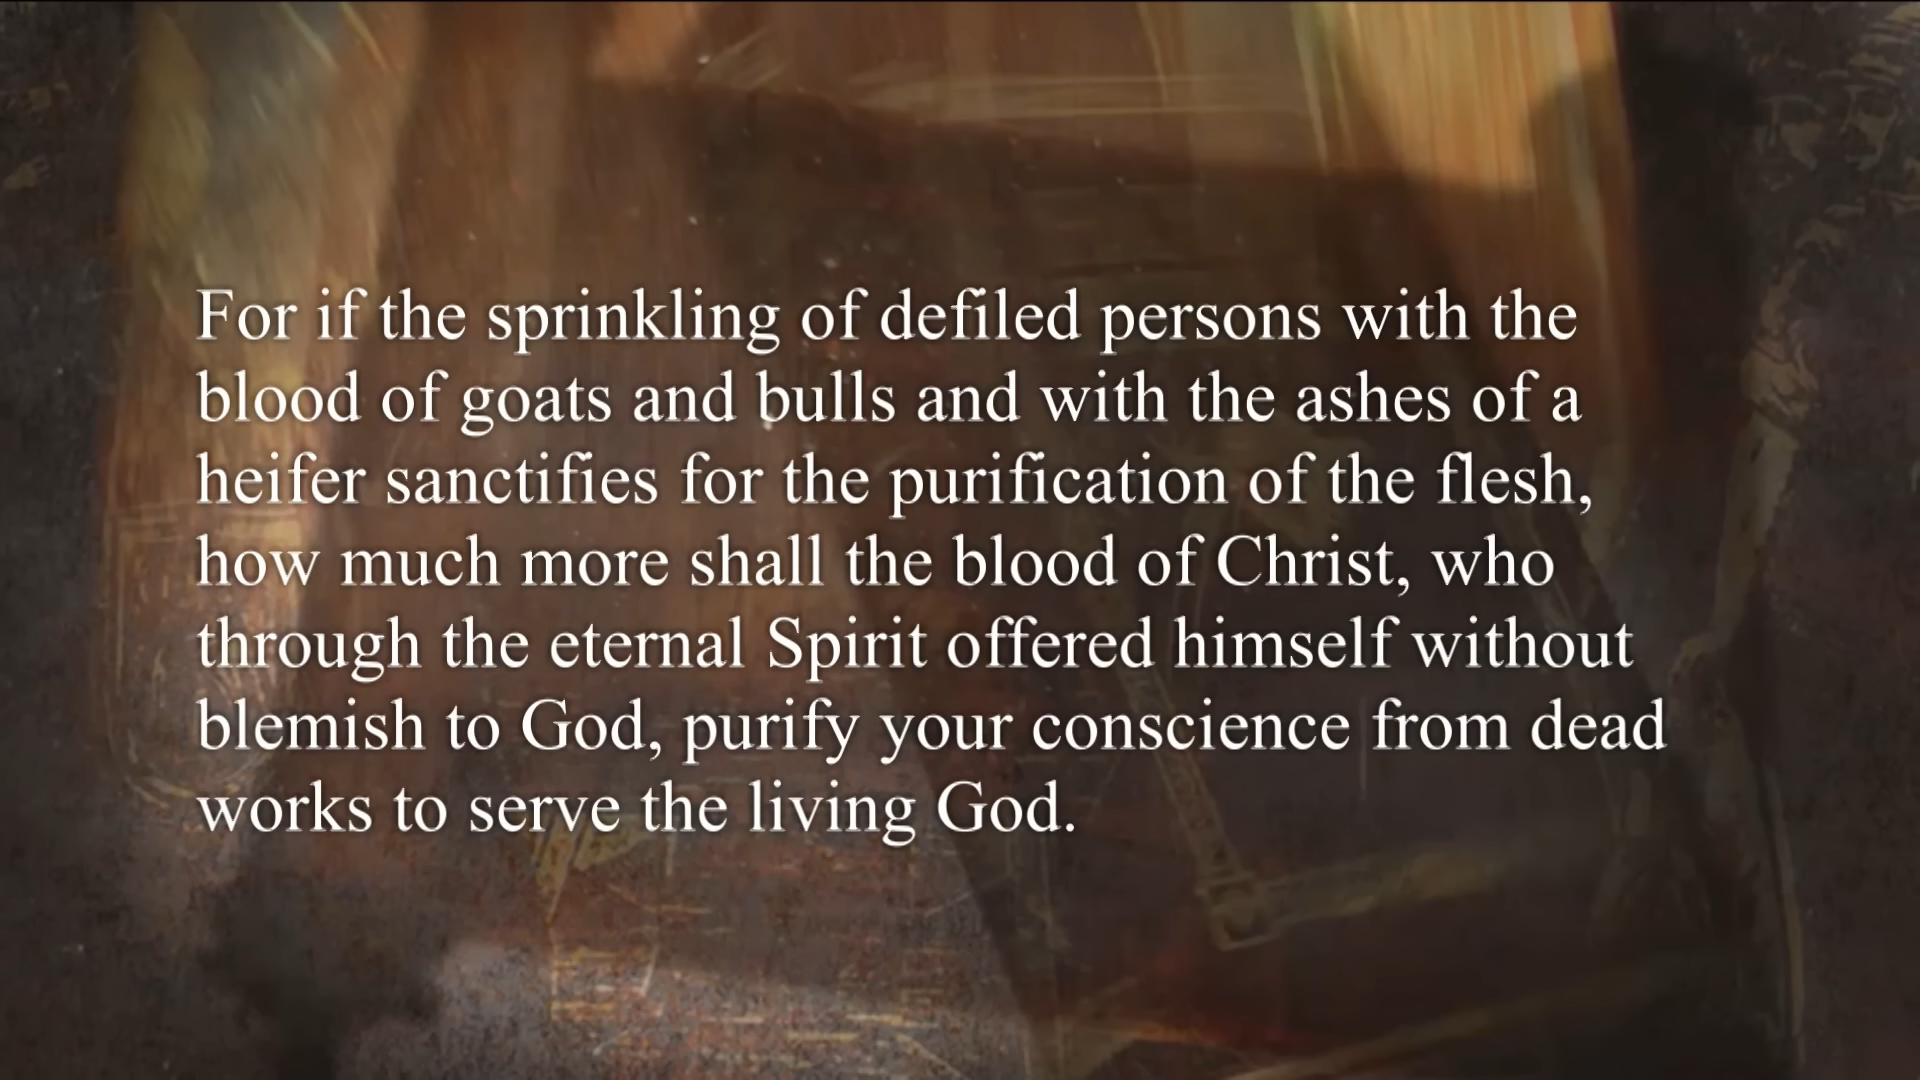 For if the sprinkling of defiled persons with the
blood of goats and bulls and with the ashes of a
heifer sanctifies for the purification of the flesh,
how much more shall the blood of Christ, who
through the eternal Spirit offered himself without
blemish to God, purify your conscience from dead
works to serve the living God.